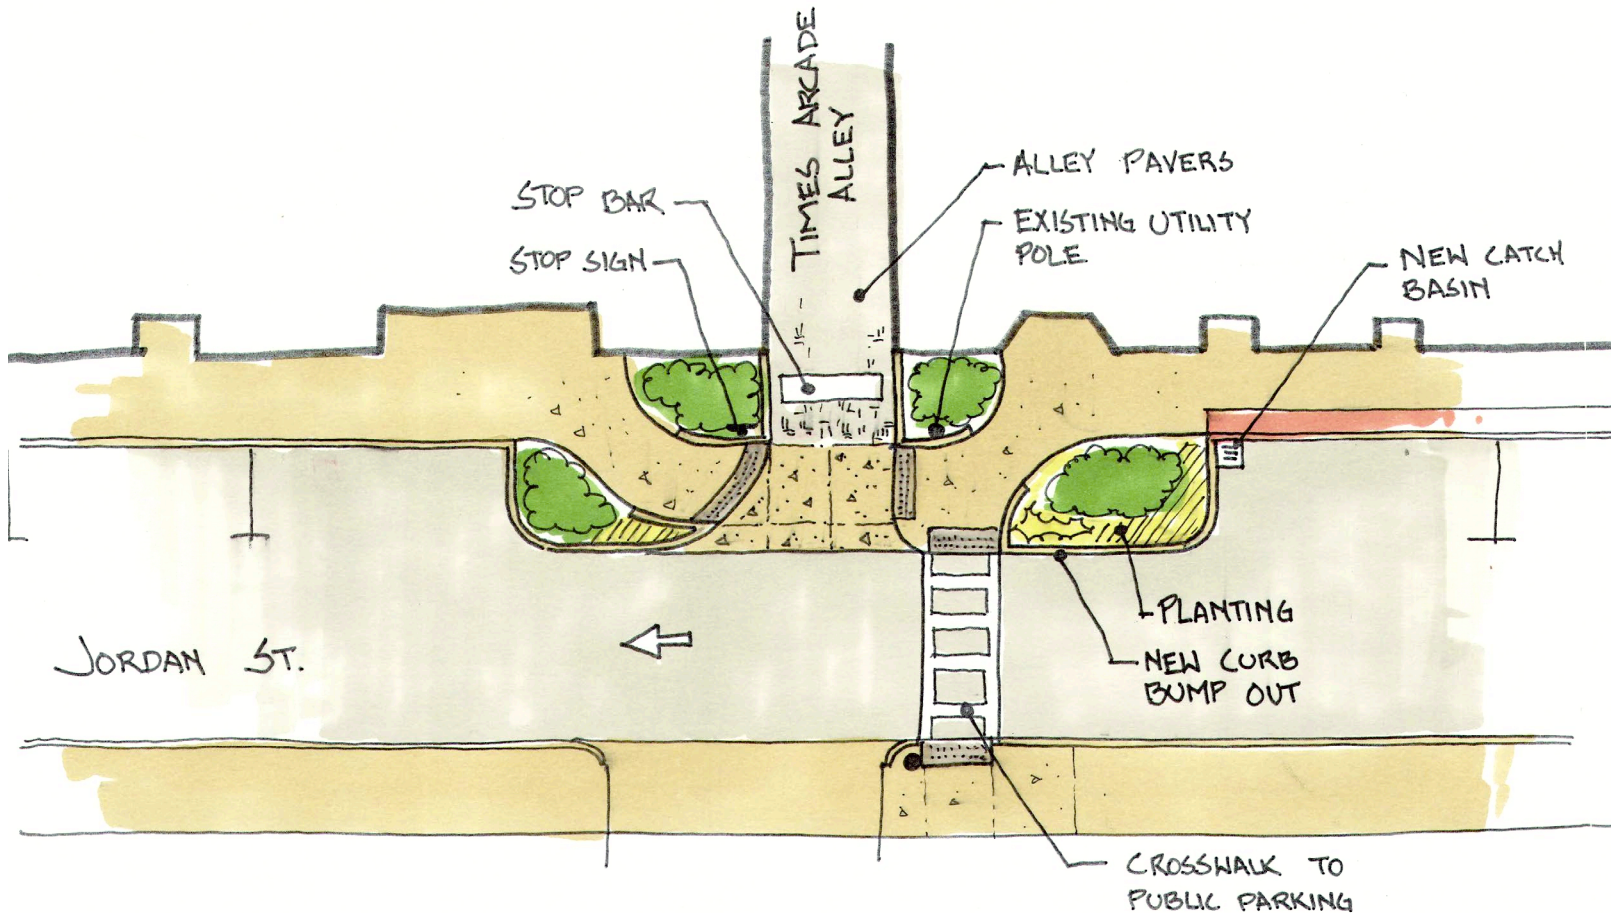 TIMES ARCADE
ALLEY
STOP BAR
STOP SIGN
ALLEY PAVERS
EXISTING UTILITY
POLE
NEW CATCH
BASIN
PLANTING
NEW CURB
BUMP OUT
JORDAN ST.
CROSSWALK TO
PUBLIC PARKING